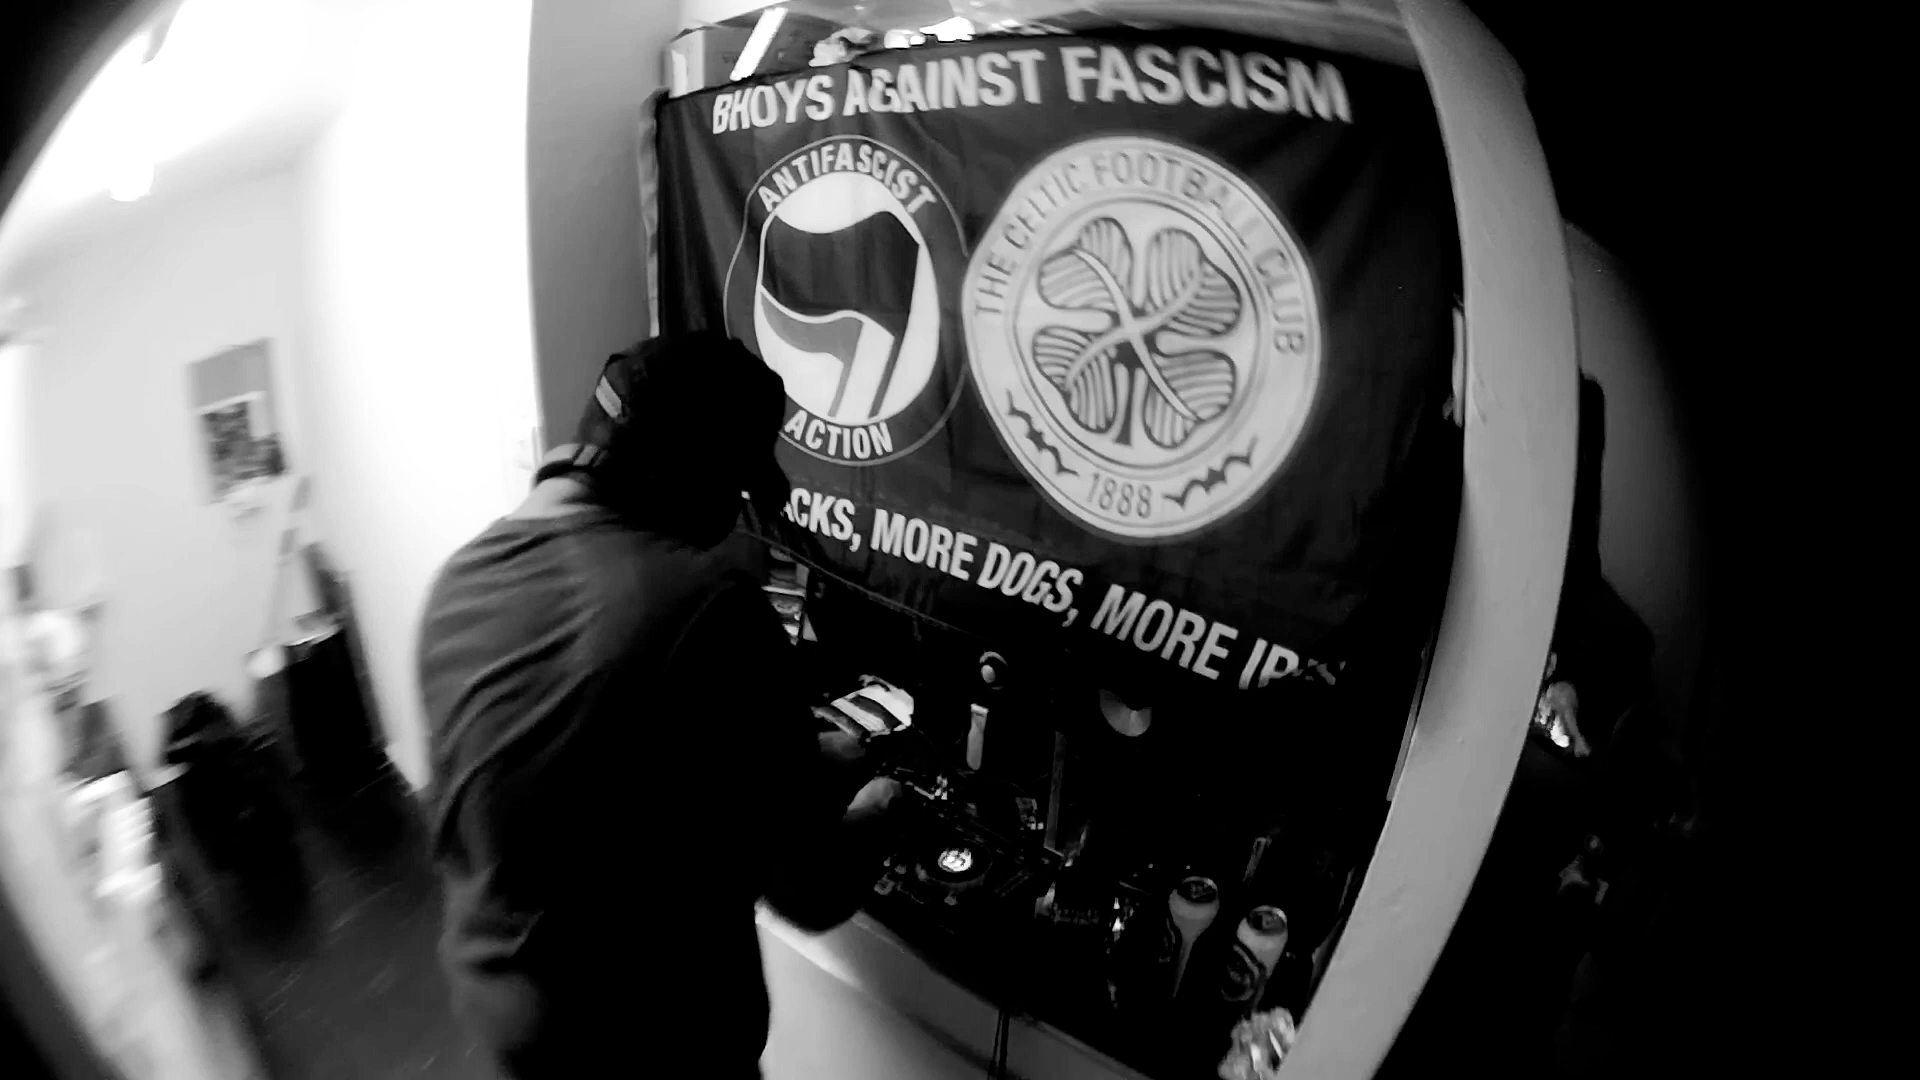 BHOYS AGAINST FASCISM
ANTIFASCIST
ACTION
THE CELTIC FOOTBALL CLUB
1888
MORE DOGS, MORE